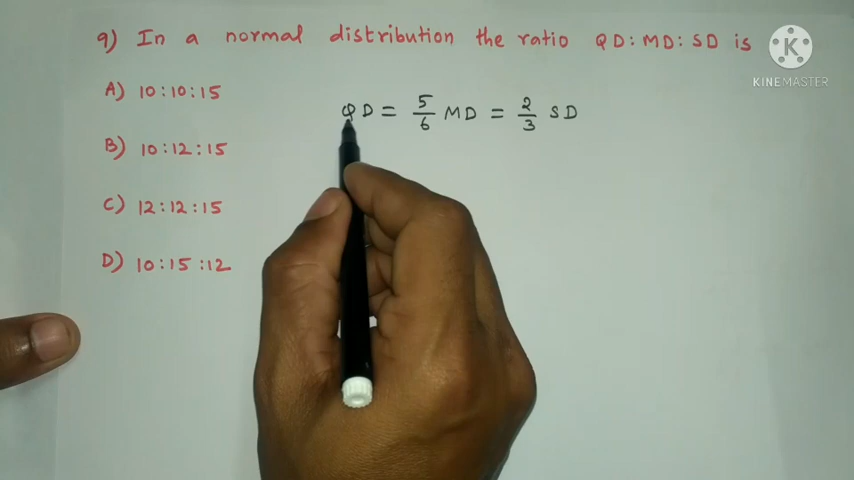 9) In a normal distribution the ratio QD : MD : SD is
A) 10 : 10 : 15
QD = 5/6 MD = 2/3 SD
B) 10 : 12 : 15
C) 12 : 12 : 15
D) 10 : 15 : 12
K
KINEMASTER